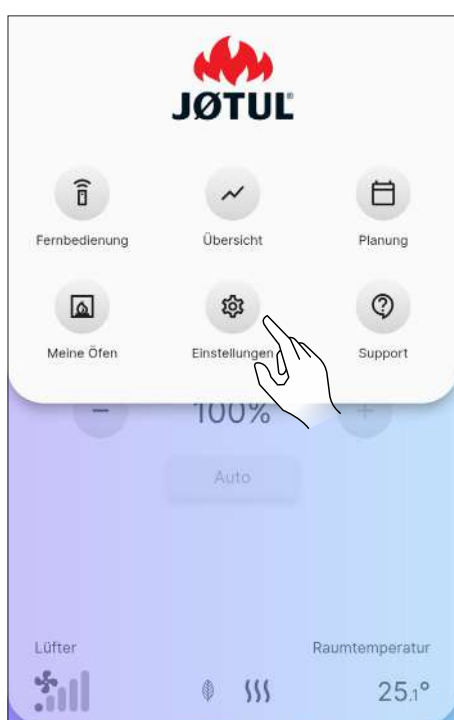 JØTUL®
Fernbedienung Übersicht Planung
Meine Öfen Einstellungen Support
− 100% +
Auto
Lüfter Raumtemperatur
25.1°